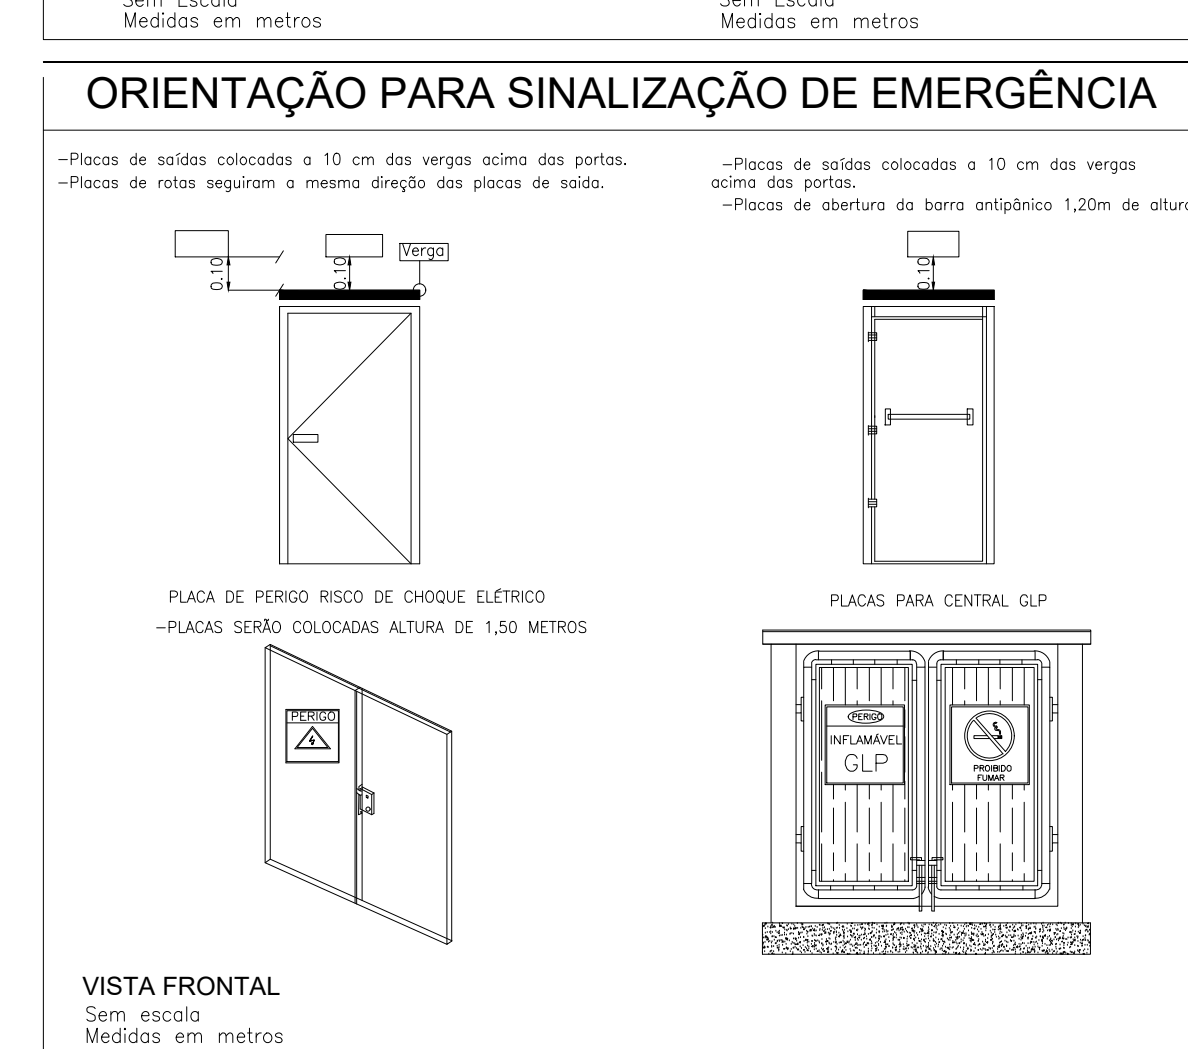 Sem Escala
Medidas em metros
Sem Escala
Medidas em metros
ORIENTAÇÃO PARA SINALIZAÇÃO DE EMERGÊNCIA
-Placas de saídas colocadas a 10 cm das vergas acima das portas.
-Placas de rotas seguiram a mesma direção das placas de saida.
-Placas de saídas colocadas a 10 cm das vergas
acima das portas.
-Placas de abertura da barra antipânico 1,20m de altura
0.10
0.10
Verga
0.10
PLACA DE PERIGO RISCO DE CHOQUE ELÉTRICO
-PLACAS SERÃO COLOCADAS ALTURA DE 1,50 METROS
PERIGO
PLACAS PARA CENTRAL GLP
PERIGO
INFLAMÁVEL
GLP
PROIBIDO
FUMAR
VISTA FRONTAL
Sem escala
Medidas em metros